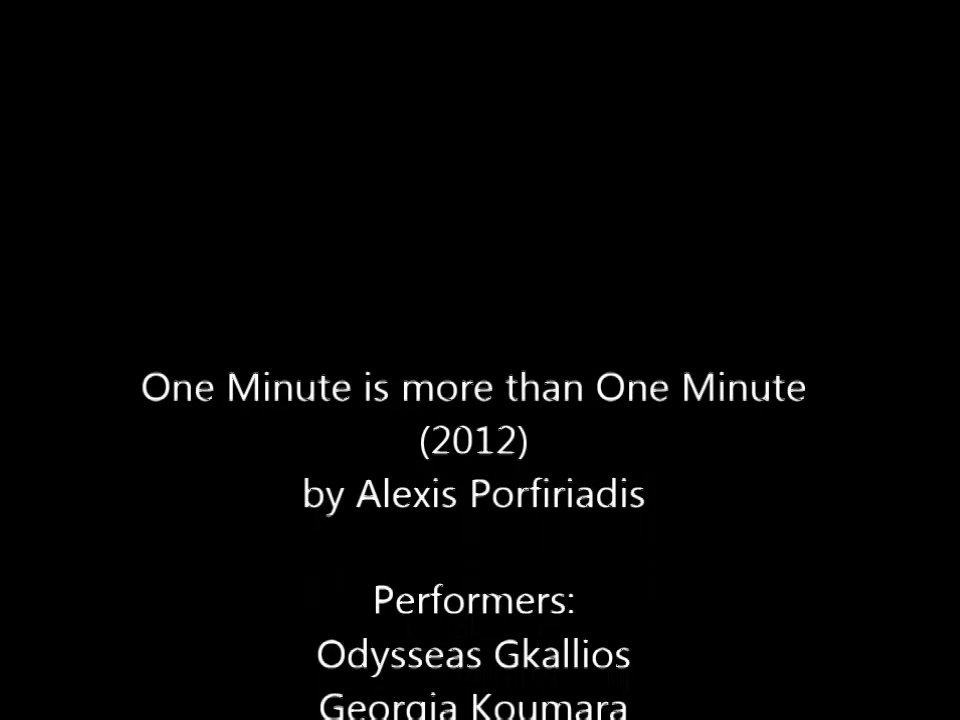 One Minute is more than One Minute
(2012)
by Alexis Porfiriadis
Performers:
Odysseas Gkallios
Georgia Koumara